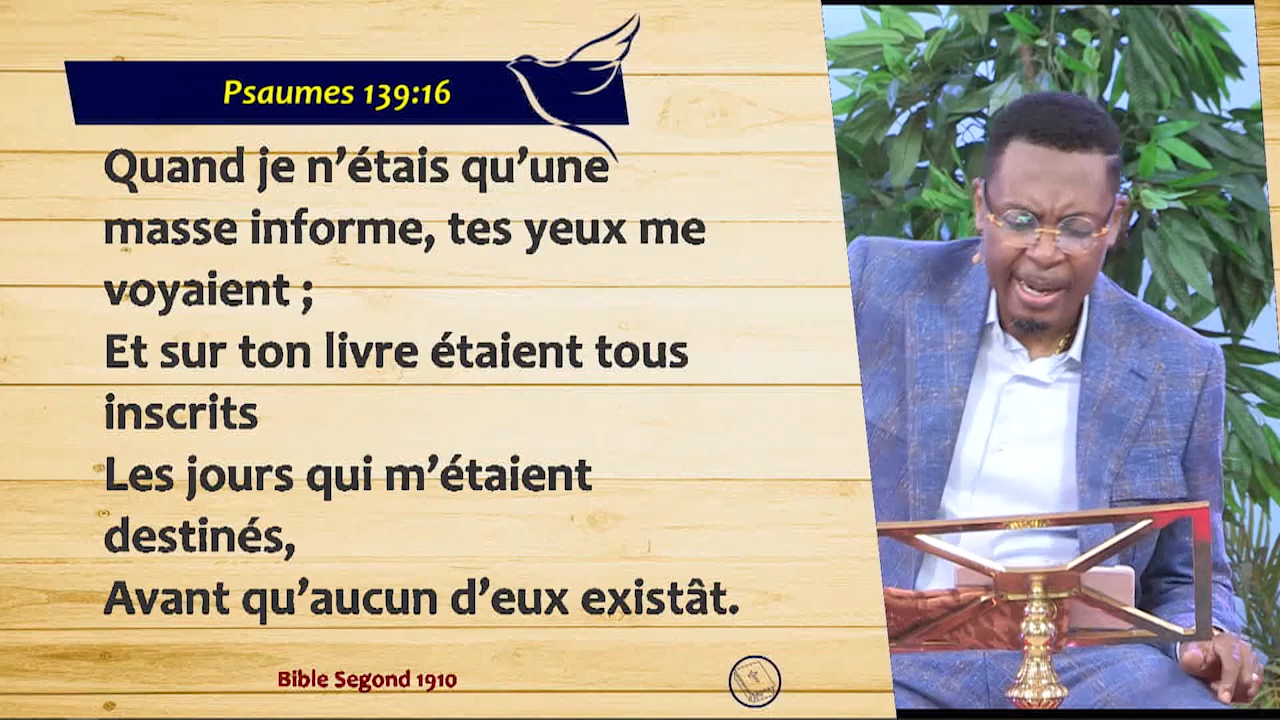 Psaumes 139:16
Quand je n’étais qu’une
masse informe, tes yeux me
voyaient ;
Et sur ton livre étaient tous
inscrits
Les jours qui m’étaient
destinés,
Avant qu’aucun d’eux existât.
Bible Segond 1910